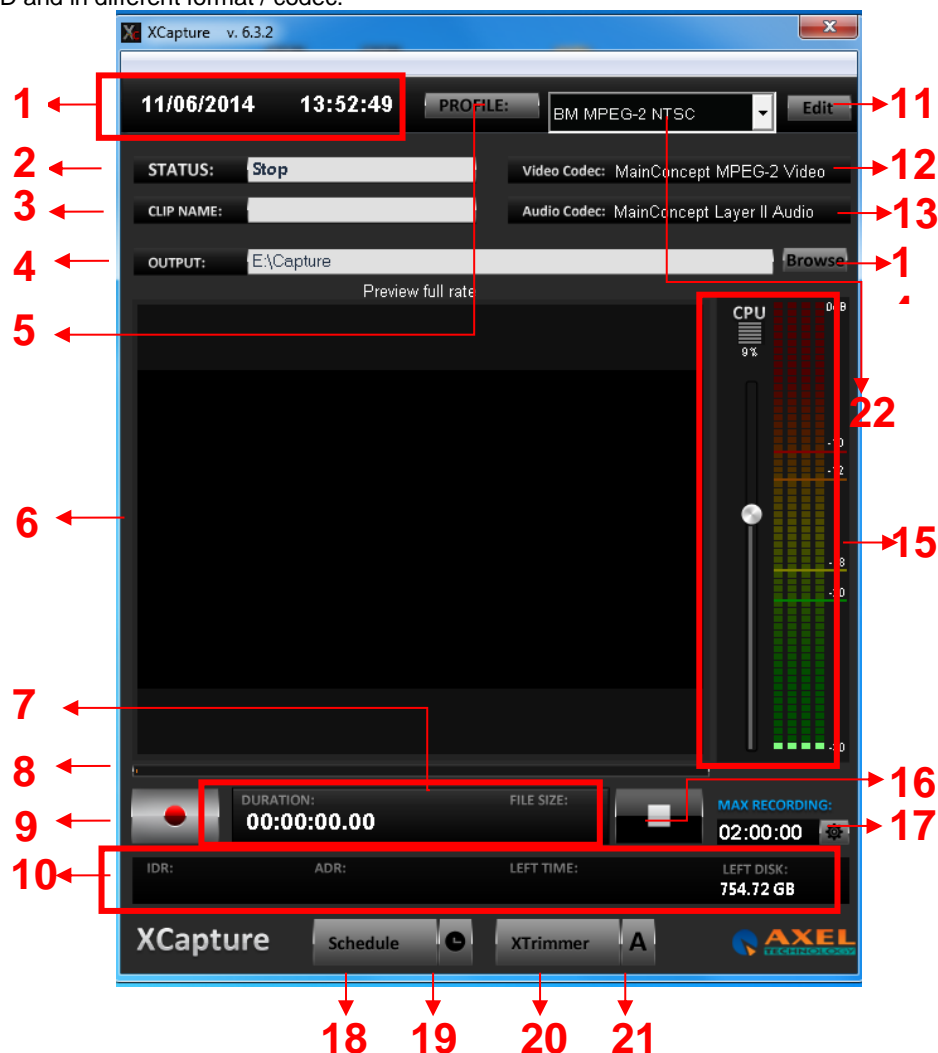 D and in different format / codec.
XCapture v. 6.3.2
1 11/06/2014 13:52:49 PROFILE: BM MPEG-2 NTSC Edit 11
2 STATUS: Stop Video Codec: MainConcept MPEG-2 Video 12
3 CLIP NAME: Audio Codec: MainConcept Layer II Audio 13
4 OUTPUT: E:\Capture Browse 1
Preview full rate
5 CPU 0dB
9%
22
-10
-12
6 15
-18
-20
7
8
16
9 DURATION: FILE SIZE: MAX RECORDING:
00:00:00.00 02:00:00 17
10 IDR: ADR: LEFT TIME: LEFT DISK:
754.72 GB
XCapture Schedule XTrimmer A AXEL
TECHNOLOGY
18 19 20 21